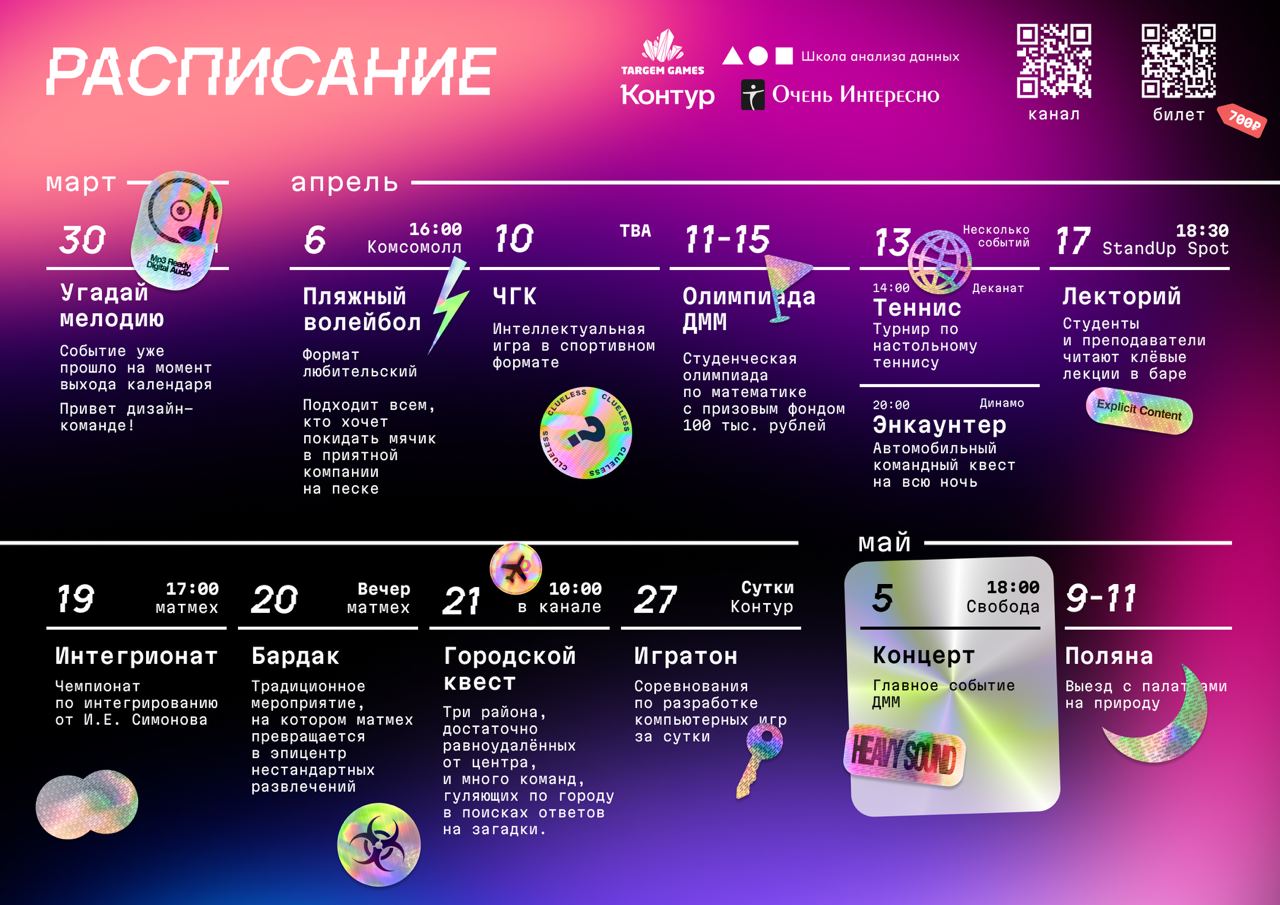 РАСПИСАНИЕ
TARGEM GAMES
Школа анализа данных
Контур
Очень Интересно
канал
билет
700₽
март
апрель
30
Mp3 Ready
Digital Audio
Угадай
мелодию
Событие уже
прошло на момент
выхода календаря
Привет дизайн–
команде!
6
16:00
Комсомолл
Пляжный
волейбол
Формат
любительский
Подходит всем,
кто хочет
покидать мячик
в приятной
компании
на песке
10
TBA
ЧГК
Интеллектуальная
игра в спортивном
формате
CLUELESS CLUELESS CLUELESS CLUELESS
?
11-15
Олимпиада
ДММ
Студенческая
олимпиада
по математике
с призовым фондом
100 тыс. рублей
13
Несколько
событий
14:00
Деканат
Теннис
Турнир по
настольному
теннису
20:00
Динамо
Энкаунтер
Автомобильный
командный квест
на всю ночь
17
18:30
StandUp Spot
Лекторий
Студенты
и преподаватели
читают клёвые
лекции в баре
Explicit Content
19
17:00
матмех
Интегрионат
Чемпионат
по интегрированию
от И.Е. Симонова
20
Вечер
матмех
Бардак
Традиционное
мероприятие,
на котором матмех
превращается
в эпицентр
нестандартных
развлечений
21
10:00
в канале
Городской
квест
Три района,
достаточно
равноудалённых
от центра,
и много команд,
гуляющих по городу
в поисках ответов
на загадки.
27
Сутки
Контур
Игратон
Соревнования
по разработке
компьютерных игр
за сутки
май
5
18:00
Свобода
Концерт
Главное событие
ДММ
HEAVY SOUND
9-11
Поляна
Выезд с палатками
на природу